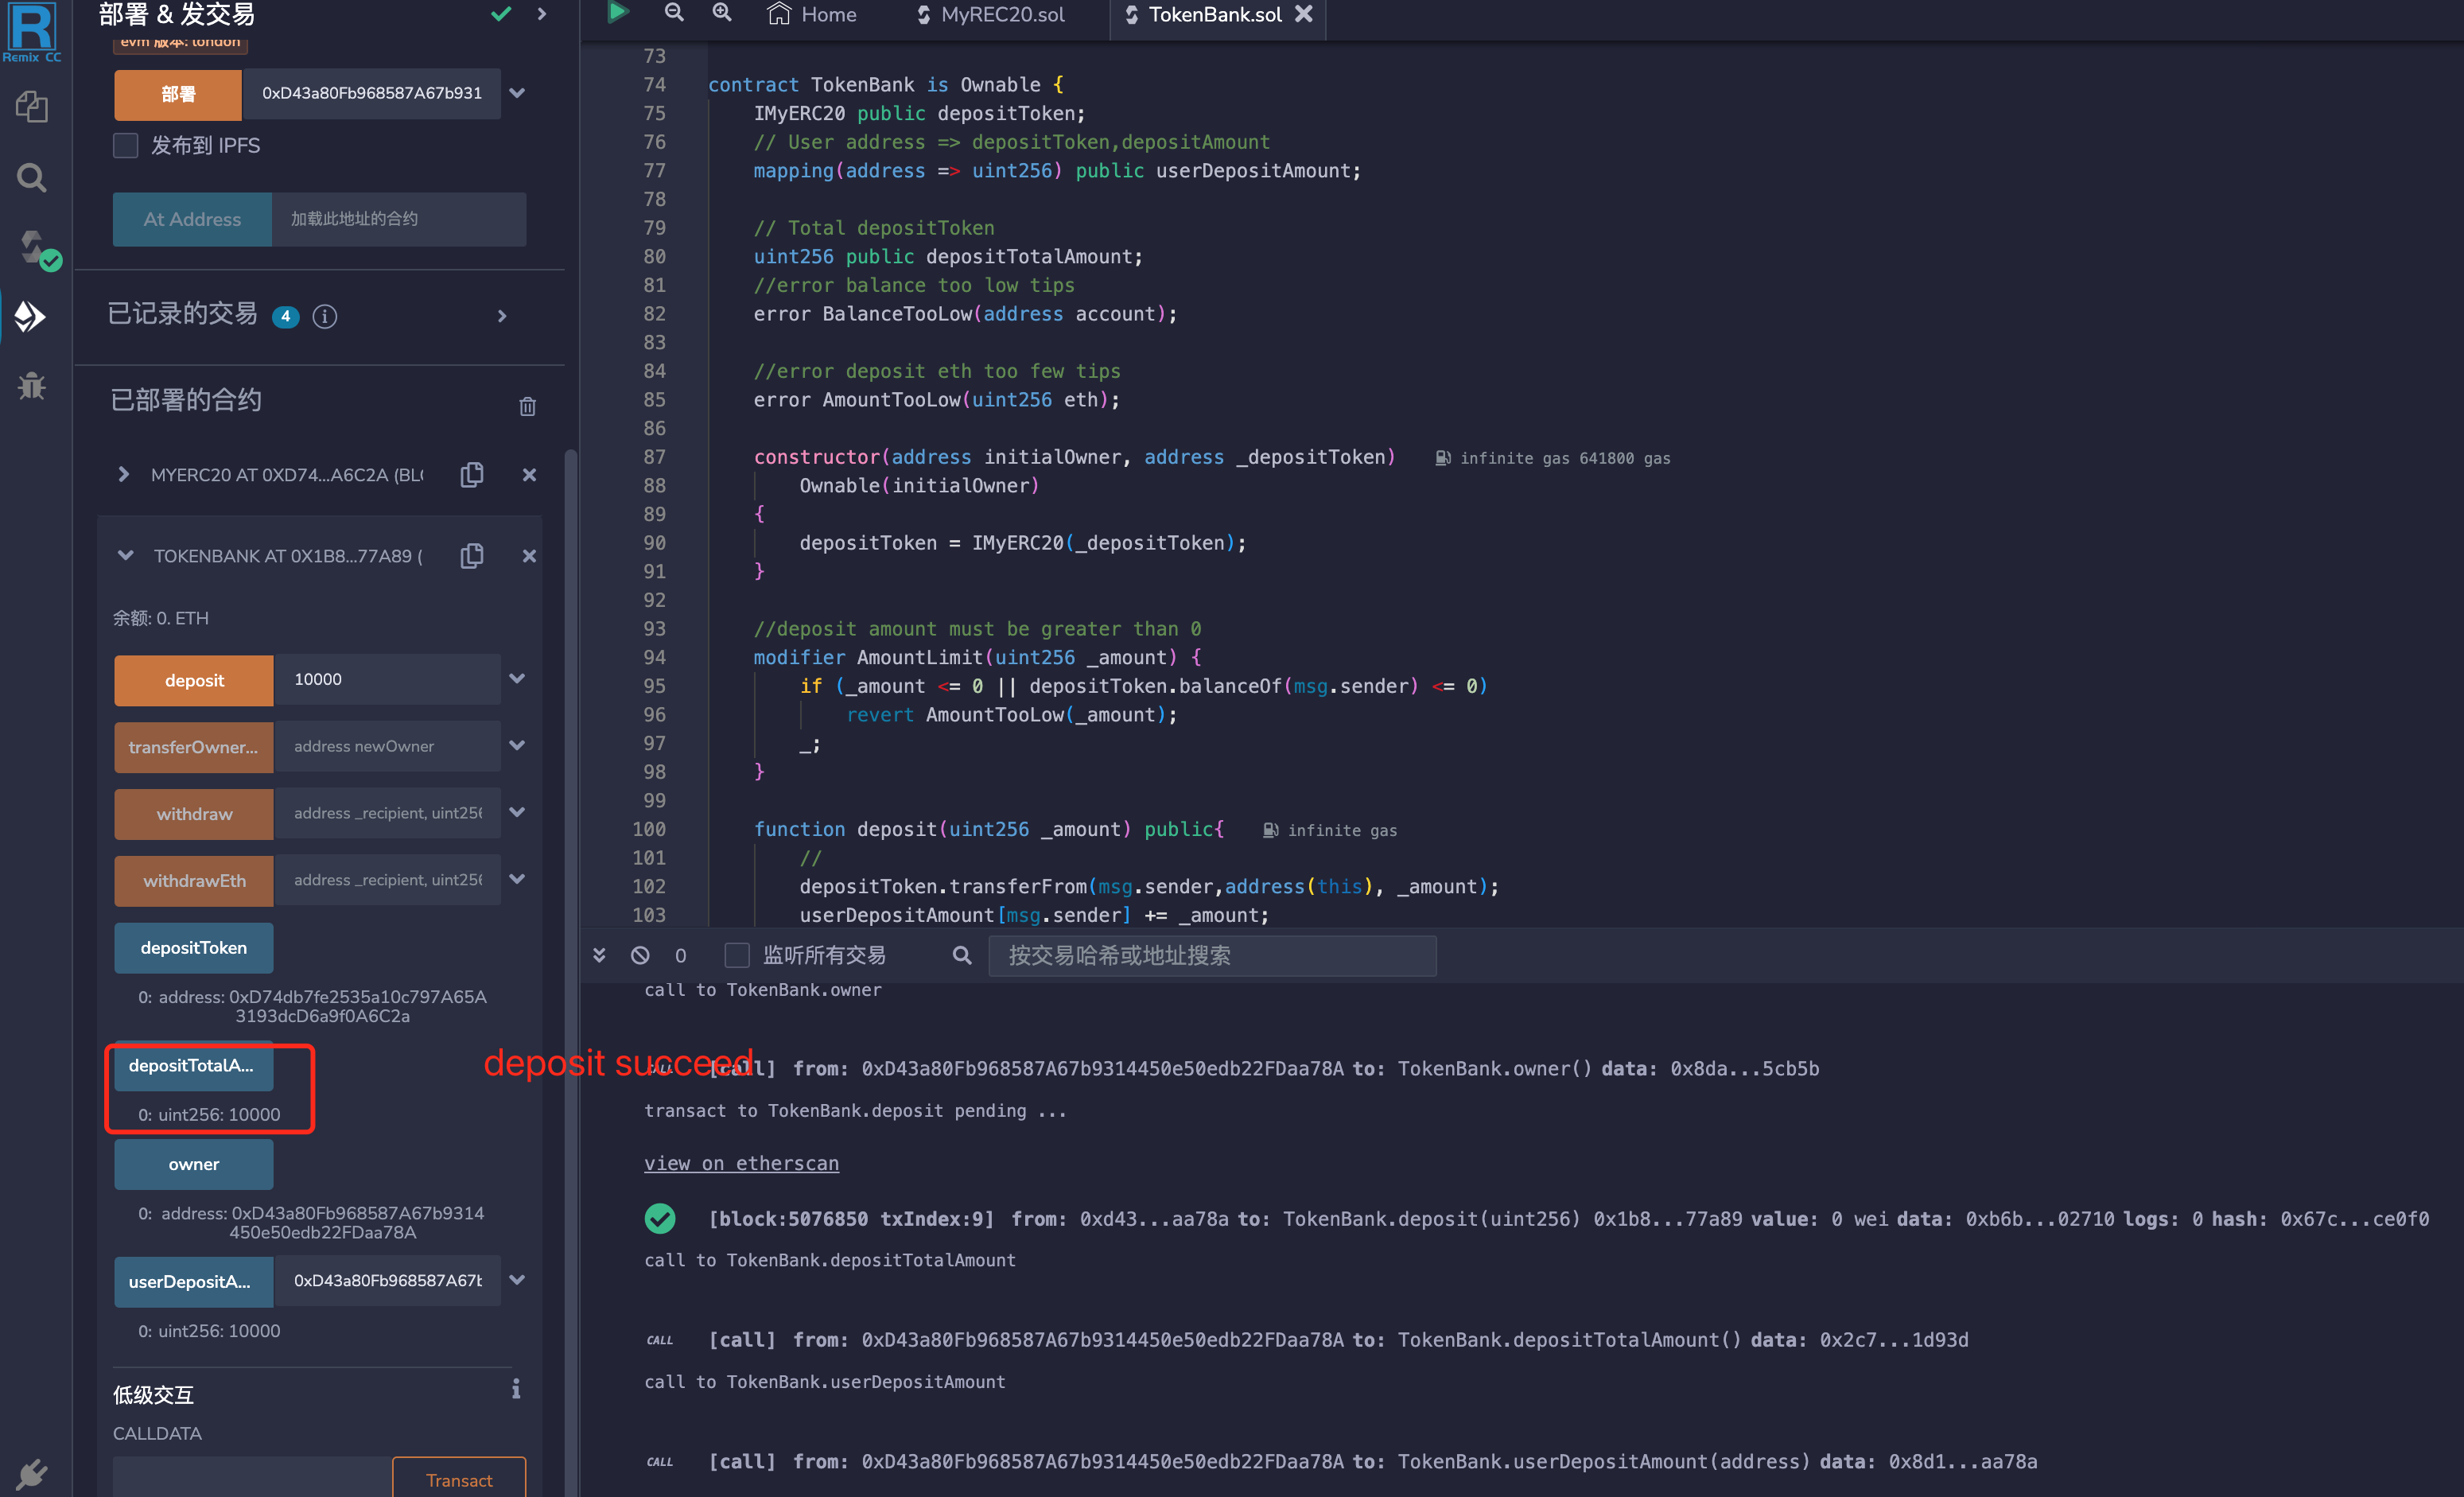 Remix CC
部署 & 发交易
evm 版本: london
部署 0xD43a80Fb968587A67b931
发布到 IPFS
At Address 加载此地址的合约
已记录的交易 4
已部署的合约
MYERC20 AT 0XD74...A6C2A (BL
TOKENBANK AT 0X1B8...77A89 (
余额: 0. ETH
deposit 10000
transferOwner... address newOwner
withdraw address _recipient, uint256
withdrawEth address _recipient, uint256
depositToken
0: address: 0xD74db7fe2535a10c797A65A
3193dcD6a9f0A6C2a
depositTotalA...
0: uint256: 10000
owner
0: address: 0xD43a80Fb968587A67b9314
450e50edb22FDaa78A
userDepositA... 0xD43a80Fb968587A67b
0: uint256: 10000
低级交互
CALLDATA
Transact
deposit succeed
Home MyREC20.sol TokenBank.sol
73
74 contract TokenBank is Ownable {
75 IMyERC20 public depositToken;
76 // User address => depositToken,depositAmount
77 mapping(address => uint256) public userDepositAmount;
78
79 // Total depositToken
80 uint256 public depositTotalAmount;
81 //error balance too low tips
82 error BalanceTooLow(address account);
83
84 //error deposit eth too few tips
85 error AmountTooLow(uint256 eth);
86
87 constructor(address initialOwner, address _depositToken) infinite gas 641800 gas
88 Ownable(initialOwner)
89 {
90 depositToken = IMyERC20(_depositToken);
91 }
92
93 //deposit amount must be greater than 0
94 modifier AmountLimit(uint256 _amount) {
95 if (_amount <= 0 || depositToken.balanceOf(msg.sender) <= 0)
96 revert AmountTooLow(_amount);
97 _;
98 }
99
100 function deposit(uint256 _amount) public{ infinite gas
101 //
102 depositToken.transferFrom(msg.sender,address(this), _amount);
103 userDepositAmount[msg.sender] += _amount;
0 监听所有交易 按交易哈希或地址搜索
call to TokenBank.owner
CALL [call] from: 0xD43a80Fb968587A67b9314450e50edb22FDaa78A to: TokenBank.owner() data: 0x8da...5cb5b
transact to TokenBank.deposit pending ...
view on etherscan
[block:5076850 txIndex:9] from: 0xd43...aa78a to: TokenBank.deposit(uint256) 0x1b8...77a89 value: 0 wei data: 0xb6b...02710 logs: 0 hash: 0x67c...ce0f0
call to TokenBank.depositTotalAmount
CALL [call] from: 0xD43a80Fb968587A67b9314450e50edb22FDaa78A to: TokenBank.depositTotalAmount() data: 0x2c7...1d93d
call to TokenBank.userDepositAmount
CALL [call] from: 0xD43a80Fb968587A67b9314450e50edb22FDaa78A to: TokenBank.userDepositAmount(address) data: 0x8d1...aa78a